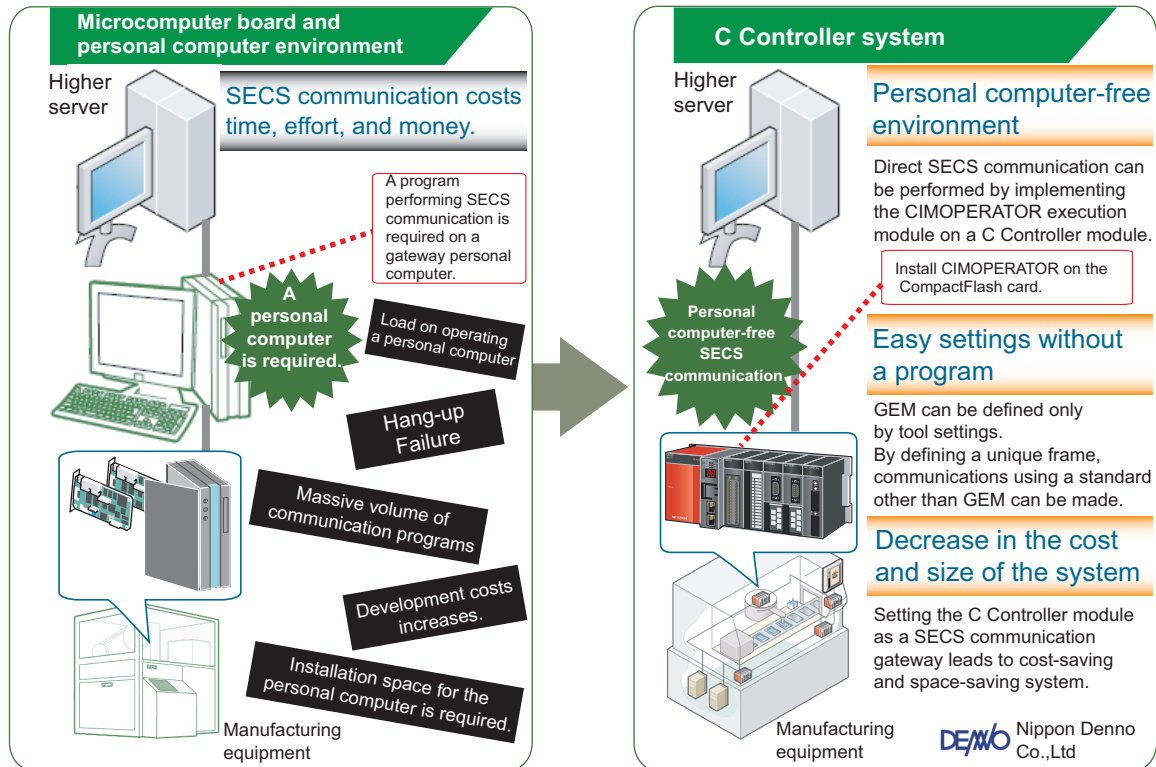 Microcomputer board and
personal computer environment
Higher
server
SECS communication costs
time, effort, and money.
A program
performing SECS
communication is
required on a
gateway personal
computer.
A
personal
computer
is required.
Load on operating
a personal computer
Hang-up
Failure
Massive volume of
communication programs
Development costs
increases.
Installation space for the
personal computer is required.
Manufacturing
equipment
C Controller system
Higher
server
Personal computer-free
environment
Direct SECS communication can
be performed by implementing
the CIMOPERATOR execution
module on a C Controller module.
Install CIMOPERATOR on the
CompactFlash card.
Personal
computer-free
SECS
communication
Easy settings without
a program
GEM can be defined only
by tool settings.
By defining a unique frame,
communications using a standard
other than GEM can be made.
Decrease in the cost
and size of the system
Setting the C Controller module
as a SECS communication
gateway leads to cost-saving
and space-saving system.
Manufacturing
equipment
DENNO
Nippon Denno
Co.,Ltd